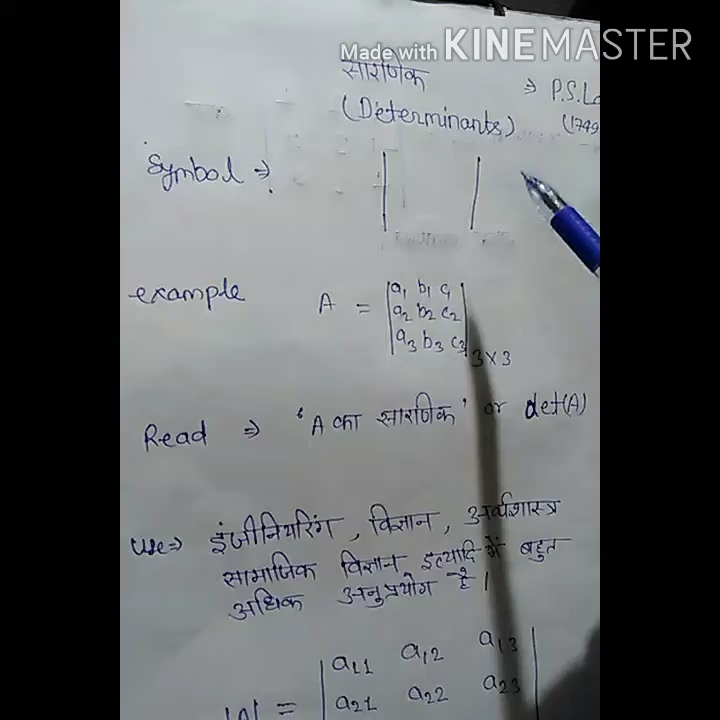 Made with KINEMASTER
सारणिक ⇒ P.S.La
(Determinants) (1749
Symbol ⇒ | |
example A = | a₁ b₁ c₁
a₂ b₂ c₂
a₃ b₃ c₃ | 3×3
Read ⇒ 'A का सारणिक' or det(A)
Use ⇒ इंजीनियरिंग, विज्ञान, अर्थशास्त्र
सामाजिक विज्ञान इत्यादि में बहुत
अधिक अनुप्रयोग है।
a₁₁ a₁₂ a₁₃
|A| = a₂₁ a₂₂ a₂₃